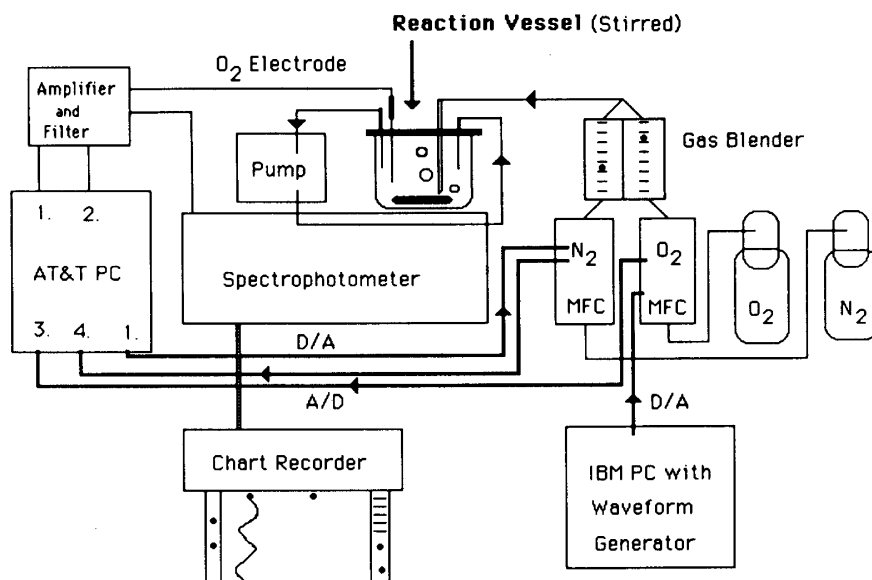 Reaction Vessel (Stirred)
O2 Electrode
Amplifier
and
Filter
Gas Blender
Pump
1. 2.
AT&T PC
3. 4. 1.
Spectrophotometer
N2
MFC
O2
MFC
O2
N2
D/A
A/D
D/A
Chart Recorder
IBM PC with
Waveform
Generator